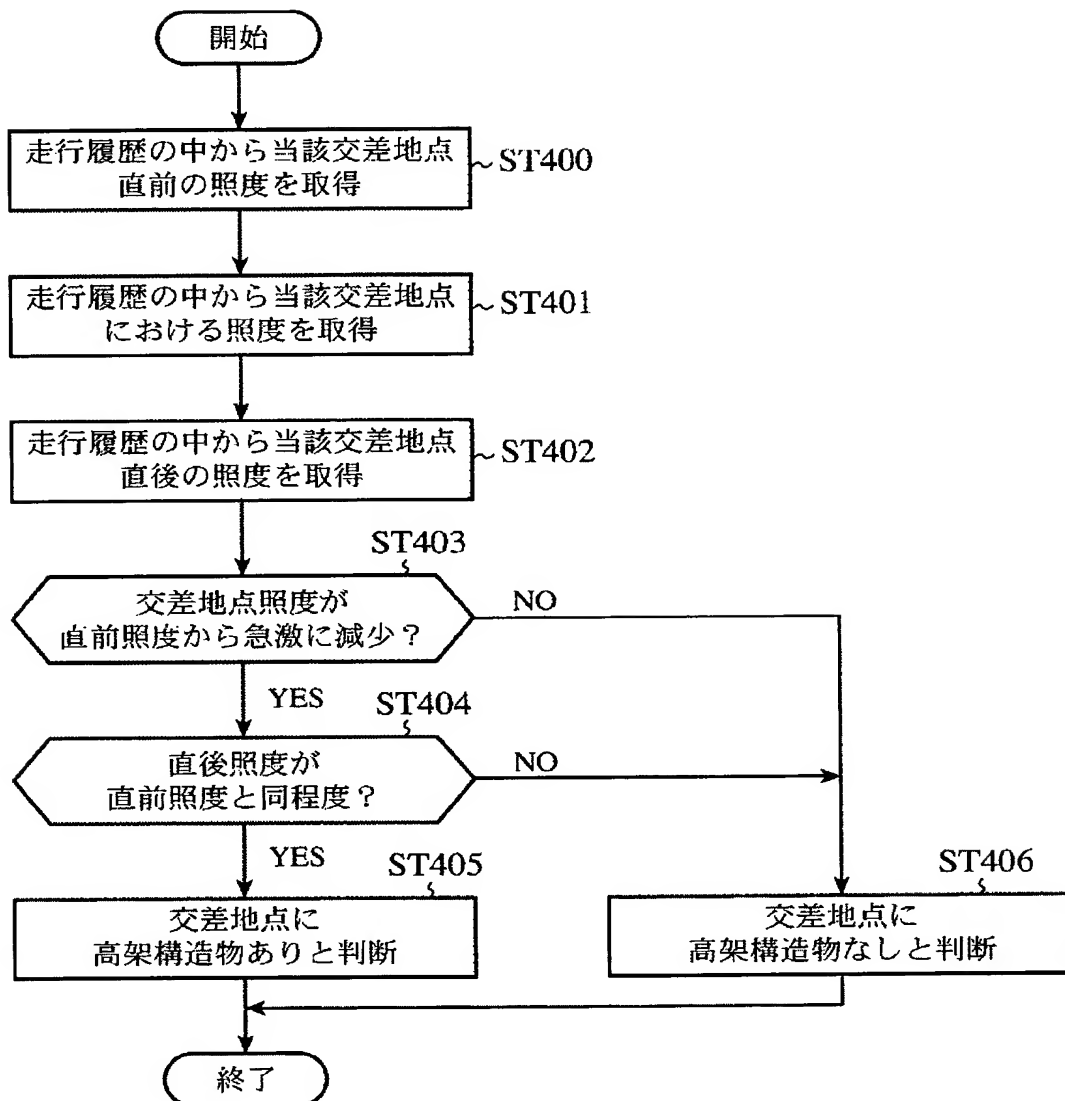 開始
走行履歴の中から当該交差地点
直前の照度を取得
~ST400
走行履歴の中から当該交差地点
における照度を取得
~ST401
走行履歴の中から当該交差地点
直後の照度を取得
~ST402
ST403
交差地点照度が
直前照度から急激に減少?
NO
YES
ST404
直後照度が
直前照度と同程度?
NO
YES
ST405
交差地点に
高架構造物ありと判断
ST406
交差地点に
高架構造物なしと判断
終了